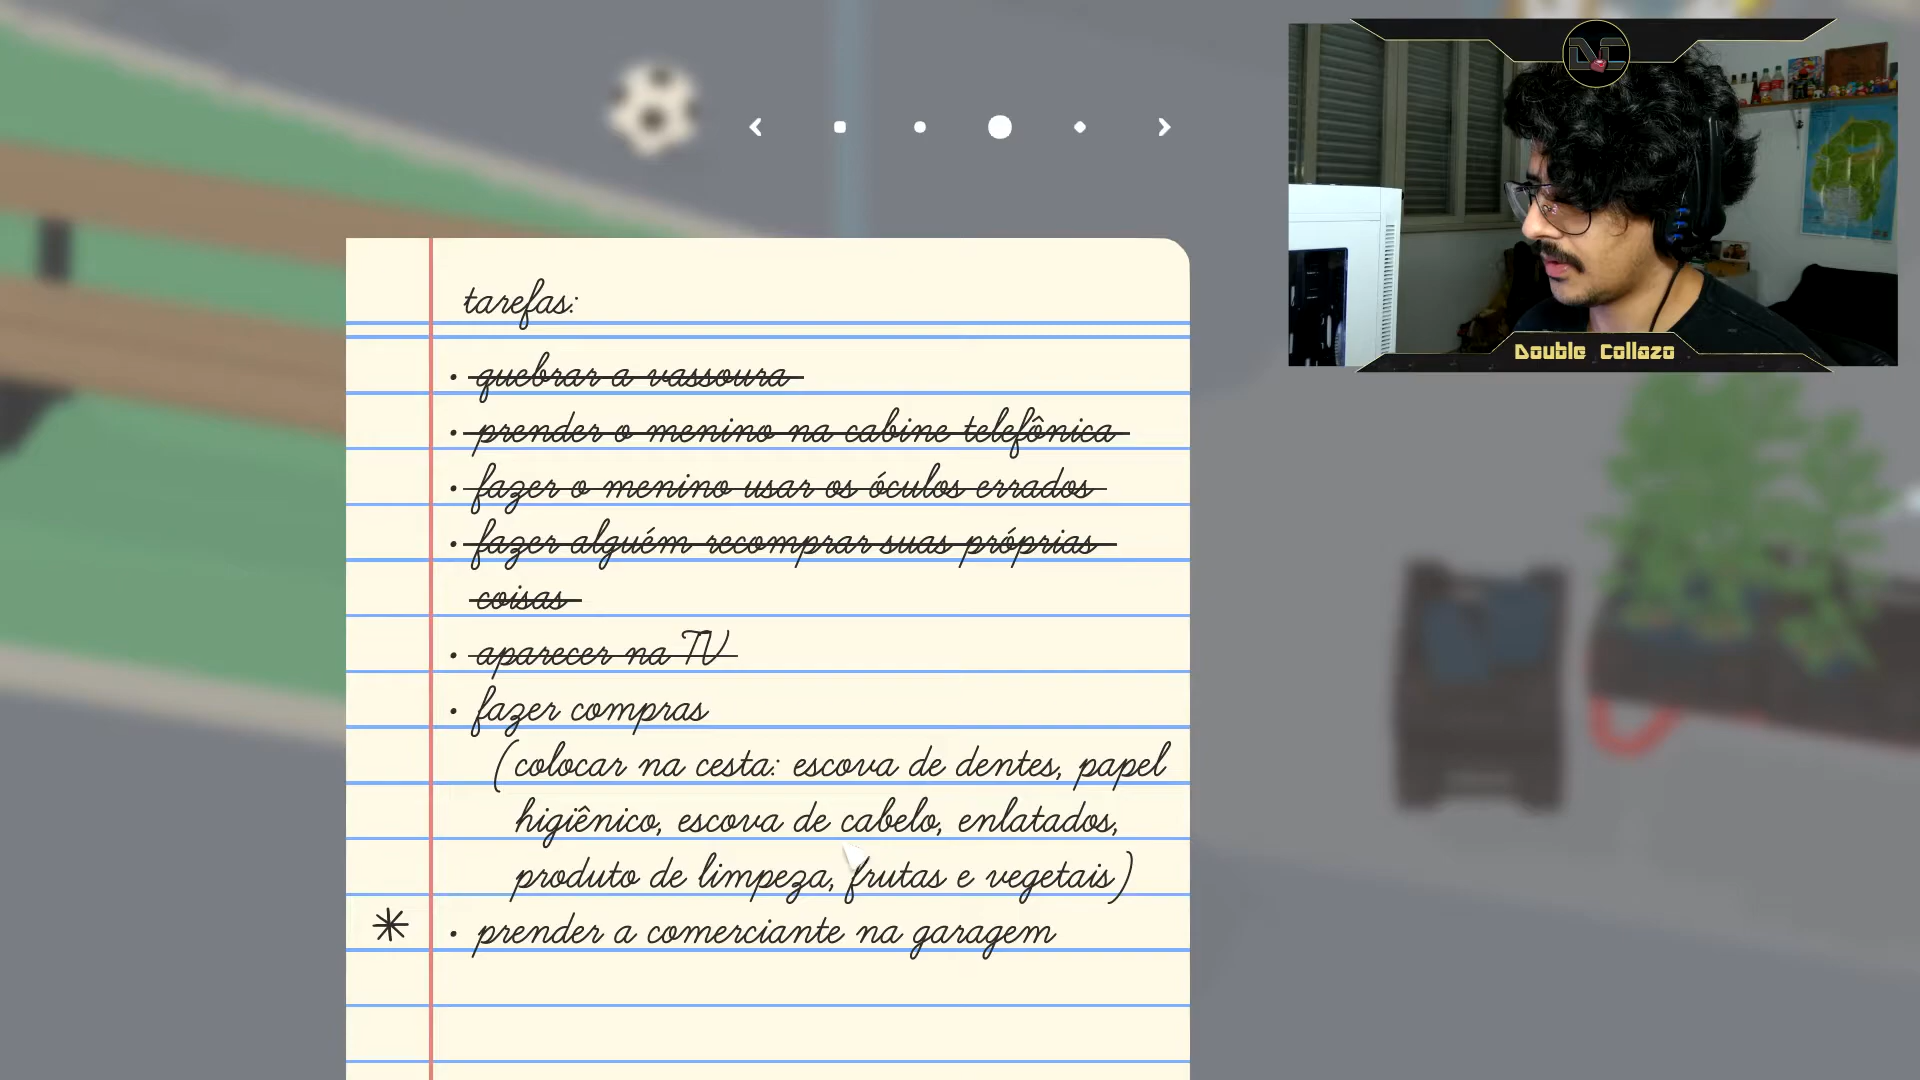 tarefas:
• quebrar a vassoura
• prender o menino na cabine telefônica
• fazer o menino usar os óculos errados
• fazer alguém recomprar suas próprias
coisas
• aparecer na TV
• fazer compras
(colocar na cesta: escova de dentes, papel
higiênico, escova de cabelo, enlatados,
produto de limpeza, frutas e vegetais)
• prender a comerciante na garagem
Double Collazo